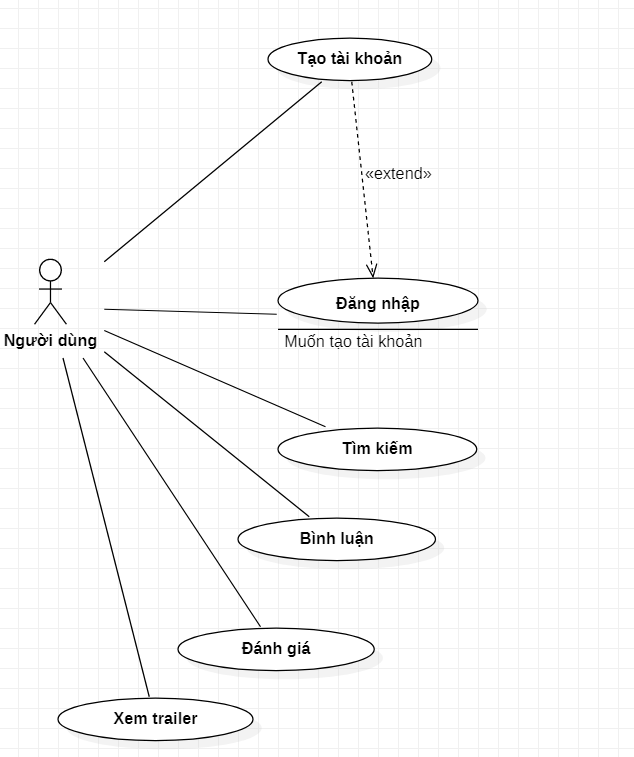 Tạo tài khoản
«extend»
Đăng nhập
Muốn tạo tài khoản
Người dùng
Tìm kiếm
Bình luận
Đánh giá
Xem trailer